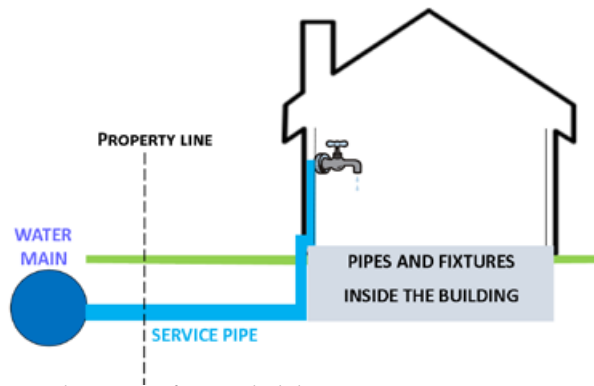 PROPERTY LINE
WATER
MAIN
PIPES AND FIXTURES
INSIDE THE BUILDING
SERVICE PIPE